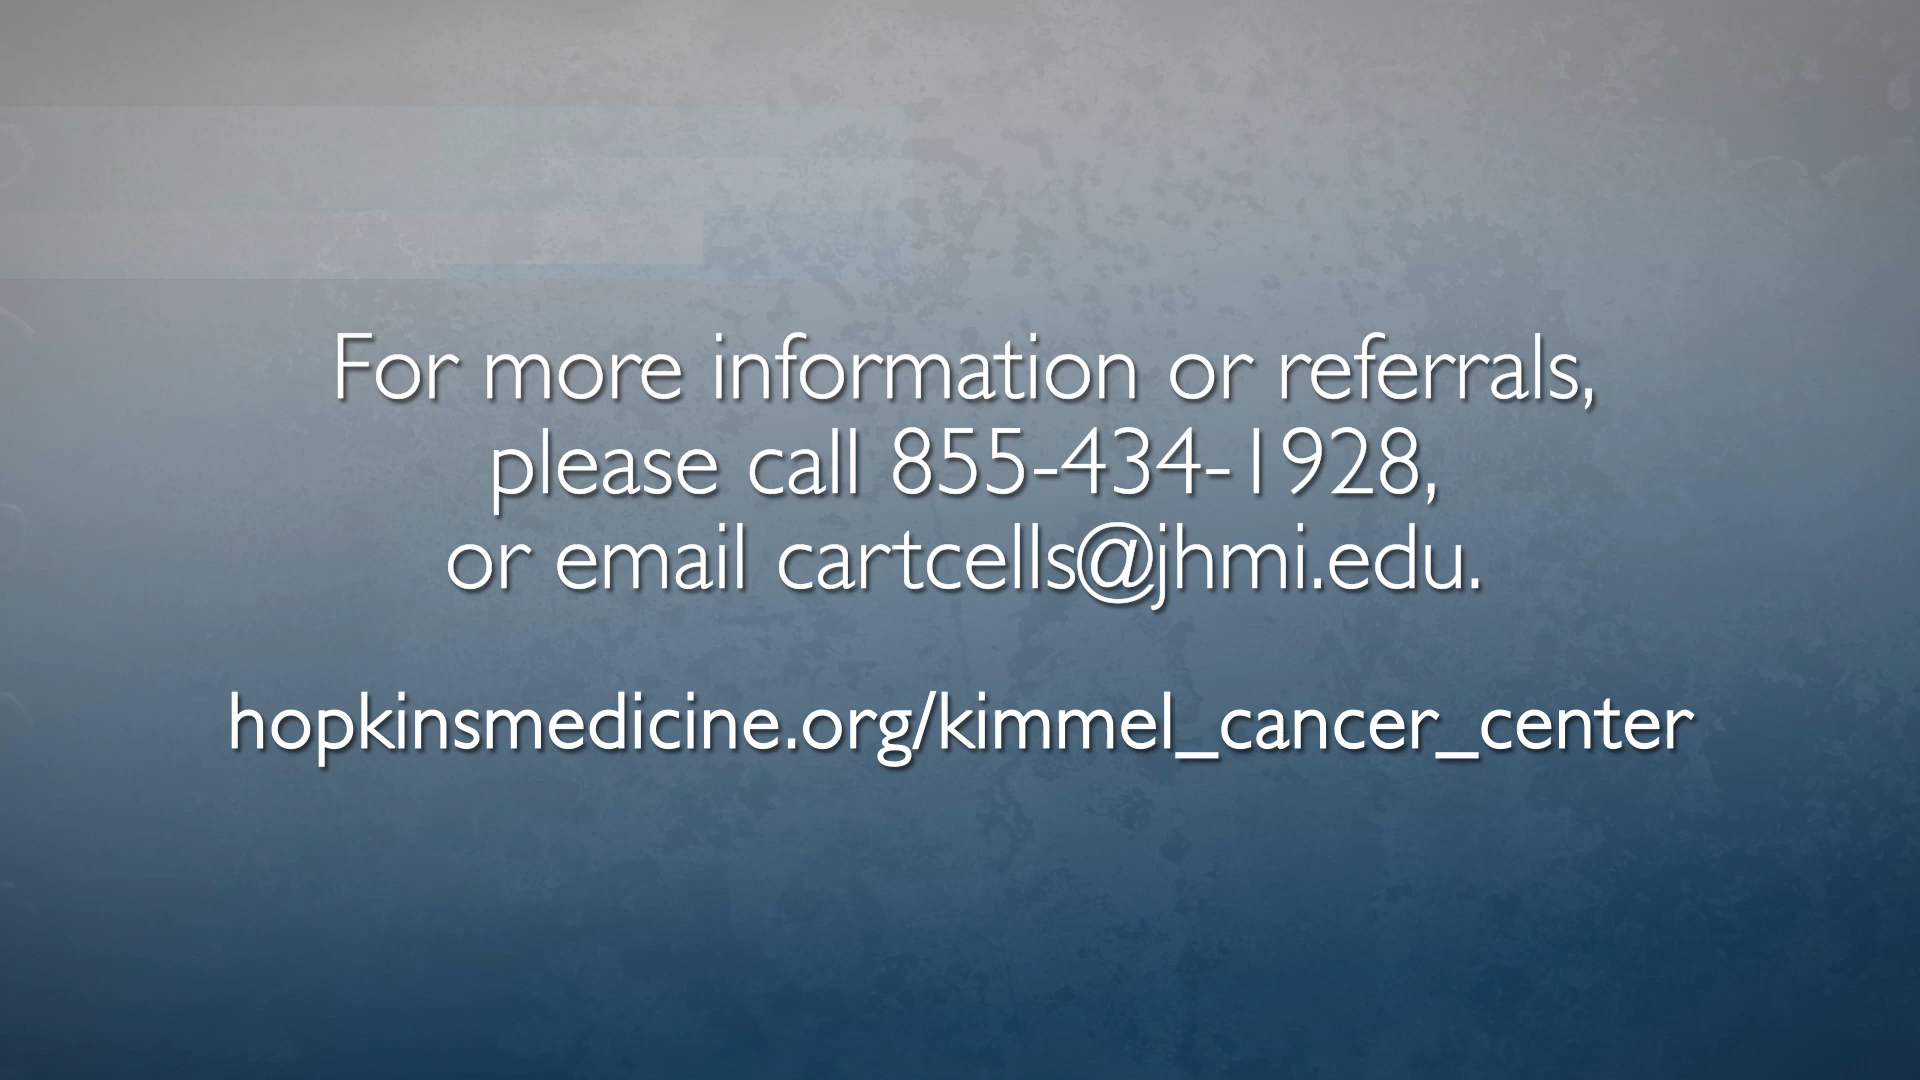 For more information or referrals,
please call 855-434-1928,
or email cartcells@jhmi.edu.
hopkinsmedicine.org/kimmel_cancer_center